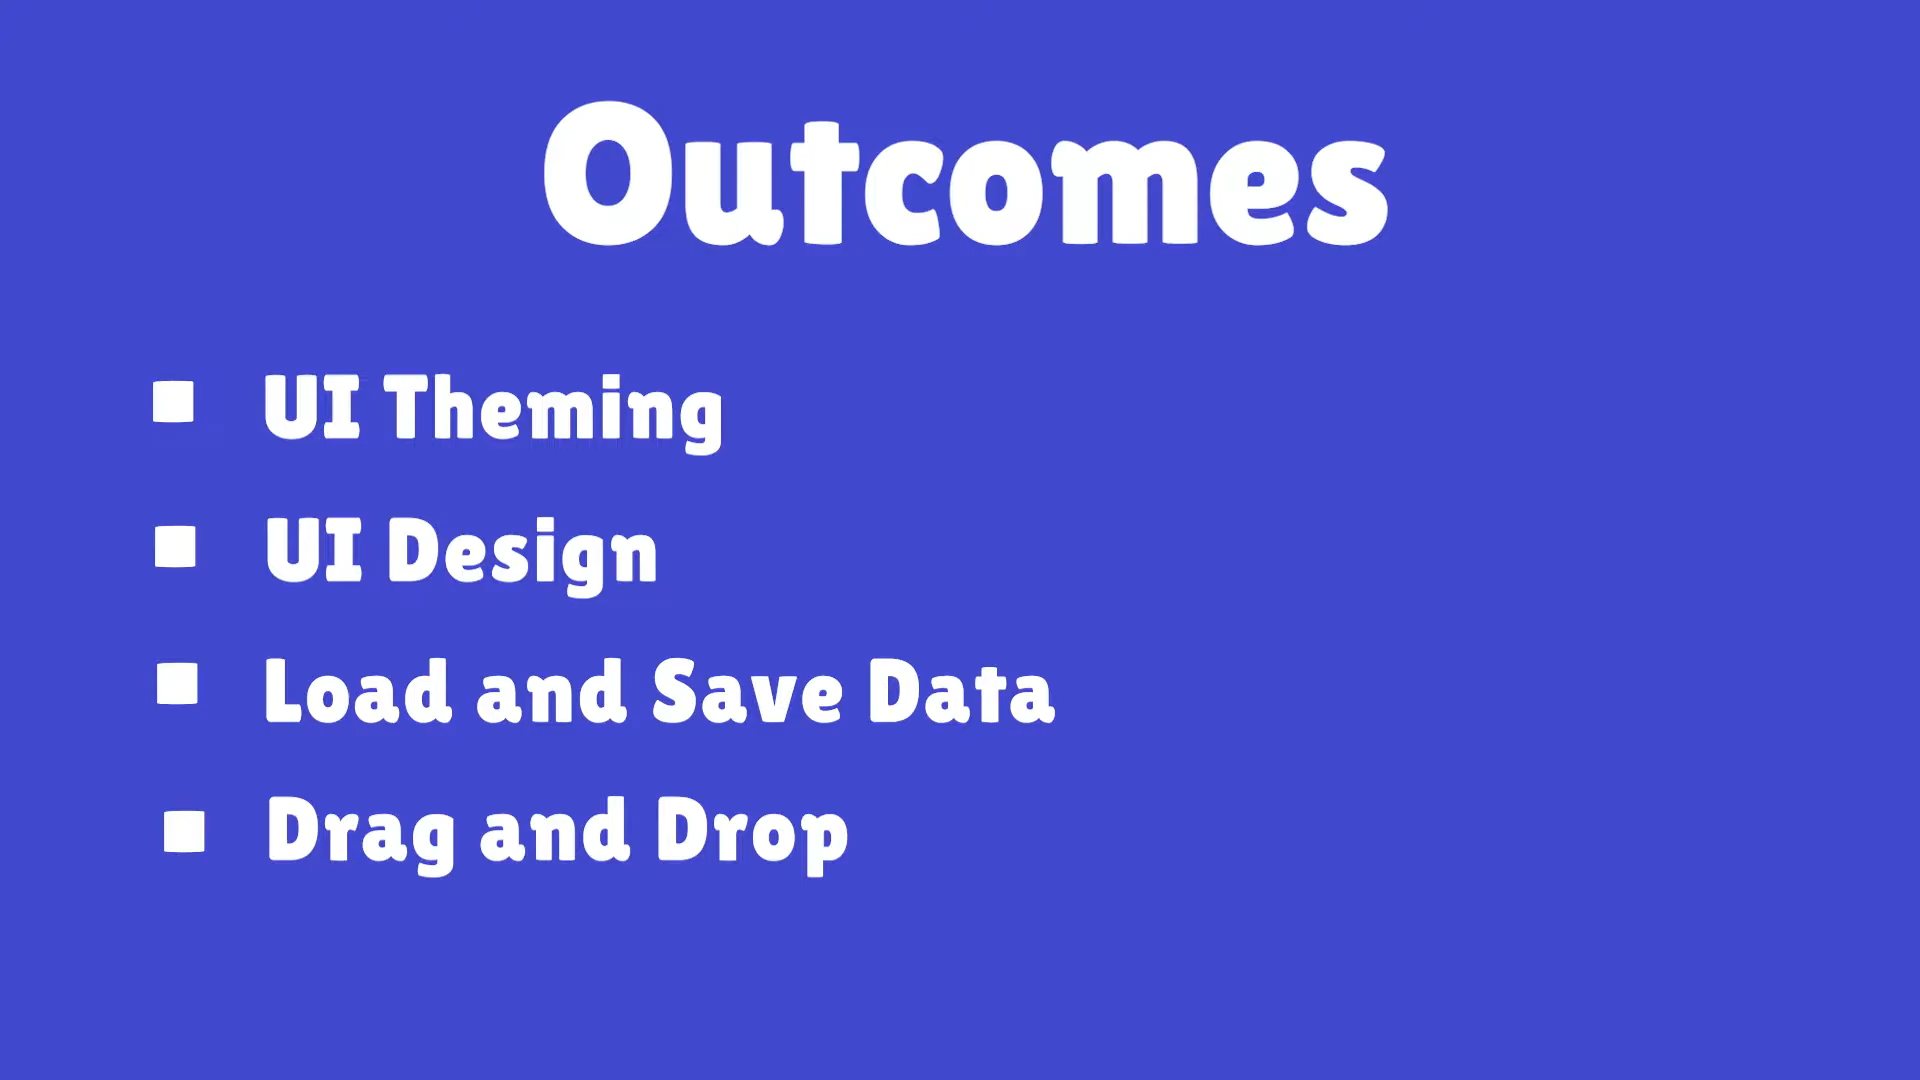 Outcomes
UI Theming
UI Design
Load and Save Data
Drag and Drop